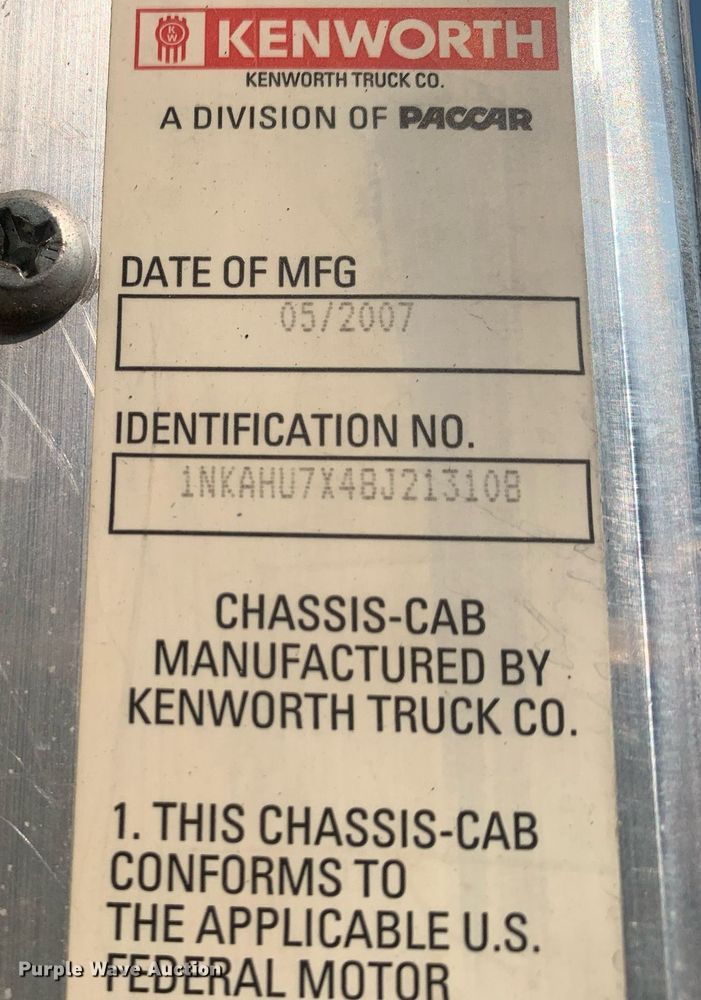 KW KENWORTH
KENWORTH TRUCK CO.
A DIVISION OF PACCAR
DATE OF MFG
05/2007
IDENTIFICATION NO.
1NKAHU7X48J213108
CHASSIS-CAB
MANUFACTURED BY
KENWORTH TRUCK CO.
1. THIS CHASSIS-CAB
CONFORMS TO
THE APPLICABLE U.S.
FEDERAL MOTOR
Purple Wave Auction